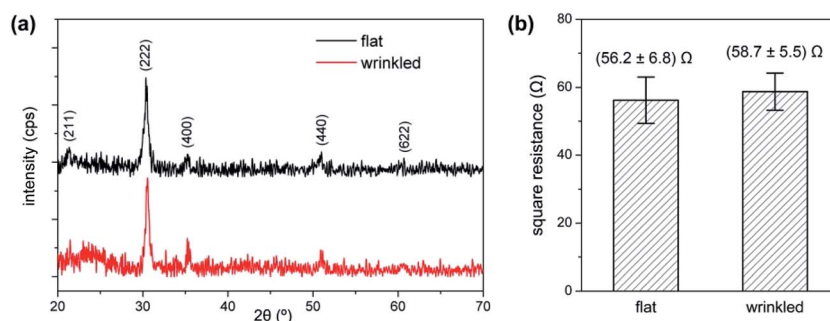 (a)
flat
wrinkled
(211)
(222)
(400)
(440)
(622)
intensity (cps)
20
30
40
50
60
70
2θ (º)
(b)
80
60
40
20
0
square resistance (Ω)
(56.2 ± 6.8) Ω
(58.7 ± 5.5) Ω
flat
wrinkled